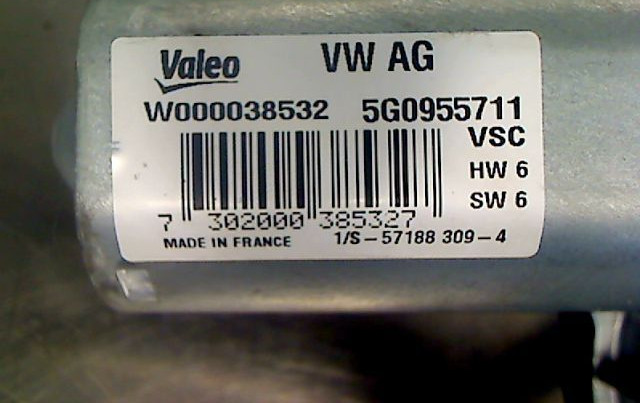 Valeo VW AG
W000038532 5G0955711
VSC
HW 6
SW 6
7 302000 385327
MADE IN FRANCE 1/S-57188 309-4